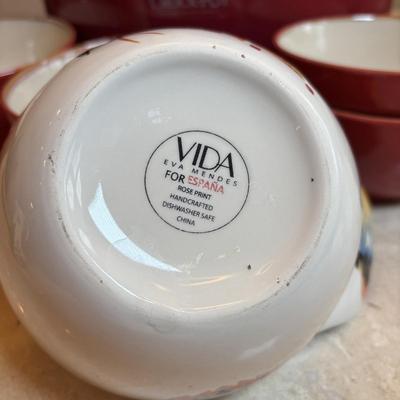 VIDA
EVA MENDES
FOR ESPAÑA
ROSE PRINT
HANDCRAFTED
DISHWASHER SAFE
CHINA